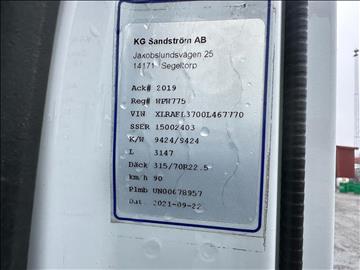 KG Sandström AB
Jakobslundsvägen 25
14171 Segeltorp
Ack# 2019
Reg# WPW775
VIN XLRAEL3700L467770
SSER 15002403
K/W 9424/9424
L 3147
Däck 315/70R22.5
km/h 90
Plmb UN00678957
Dat. 2021-09-22